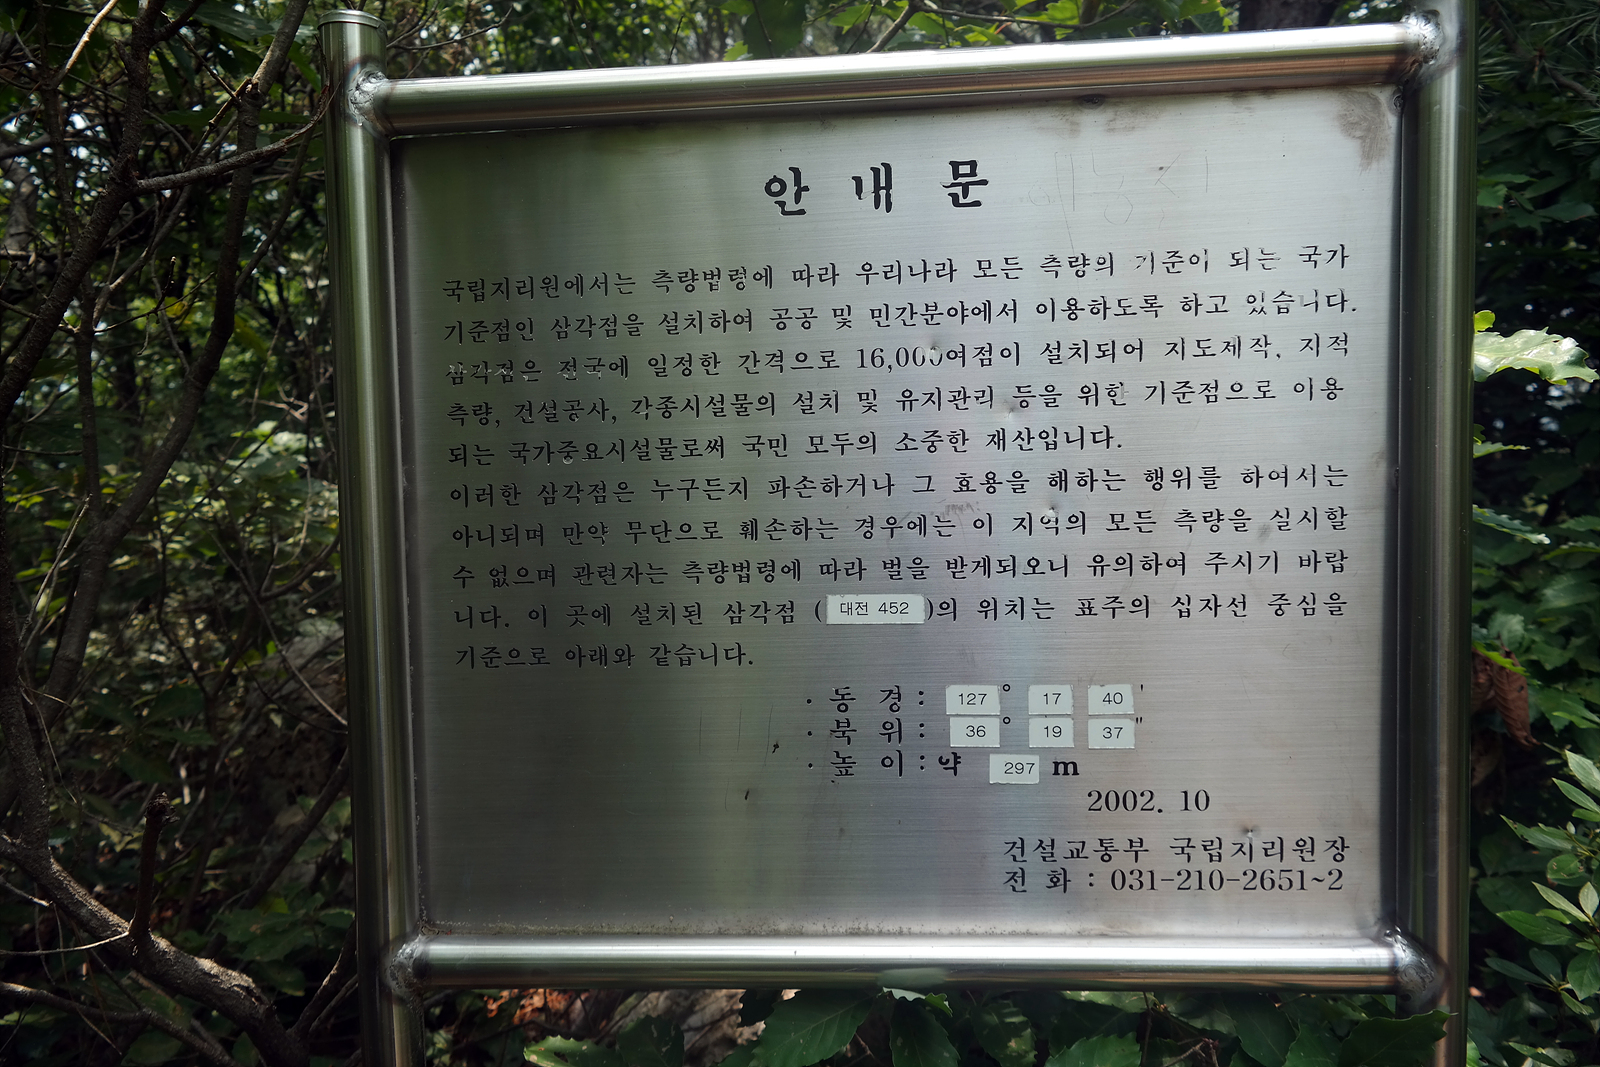 안 내 문
국립지리원에서는 측량법령에 따라 우리나라 모든 측량의 기준이 되는 국가
기준점인 삼각점을 설치하여 공공 및 민간분야에서 이용하도록 하고 있습니다.
삼각점은 전국에 일정한 간격으로 16,000여점이 설치되어 지도제작, 지적
측량, 건설공사, 각종시설물의 설치 및 유지관리 등을 위한 기준점으로 이용
되는 국가중요시설물로써 국민 모두의 소중한 재산입니다.
이러한 삼각점은 누구든지 파손하거나 그 효용을 해하는 행위를 하여서는
아니되며 만약 무단으로 훼손하는 경우에는 이 지역의 모든 측량을 실시할
수 없으며 관련자는 측량법령에 따라 벌을 받게되오니 유의하여 주시기 바랍
니다. 이 곳에 설치된 삼각점 (대전 452)의 위치는 표주의 십자선 중심을
기준으로 아래와 같습니다.
· 동 경 : 127° 17 40 '
· 북 위 : 36° 19 37 "
· 높 이 : 약 297 m
2002. 10
건설교통부 국립지리원장
전 화 : 031-210-2651~2